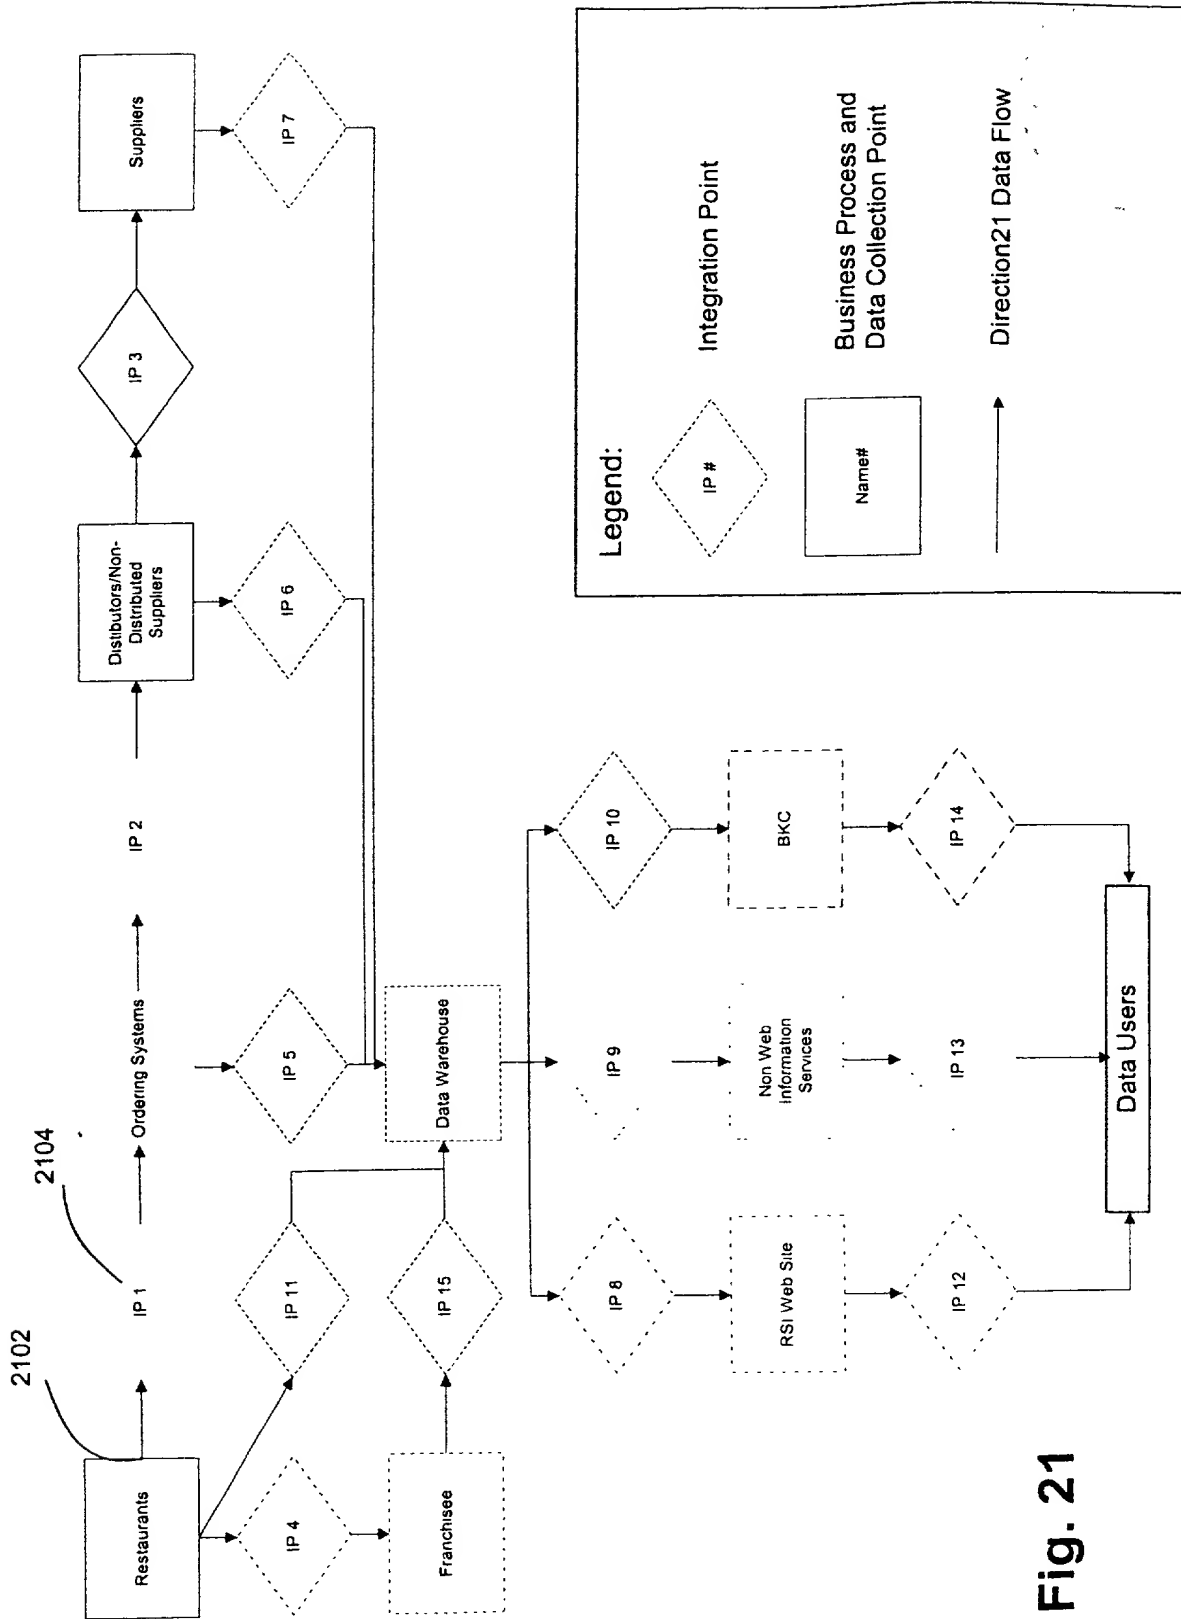 2102
2104
Restaurants
IP 1
Ordering Systems
IP 2
Distibutors/Non-
Distributed
Suppliers
IP 3
Suppliers
IP 4
IP 11
IP 5
IP 6
IP 7
Franchisee
IP 15
Data Warehouse
IP 8
IP 9
IP 10
RSI Web Site
Non Web
Information
Services
BKC
IP 12
IP 13
IP 14
Data Users
Legend:
IP #
Integration Point
Name#
Business Process and
Data Collection Point
Direction21 Data Flow
Fig. 21